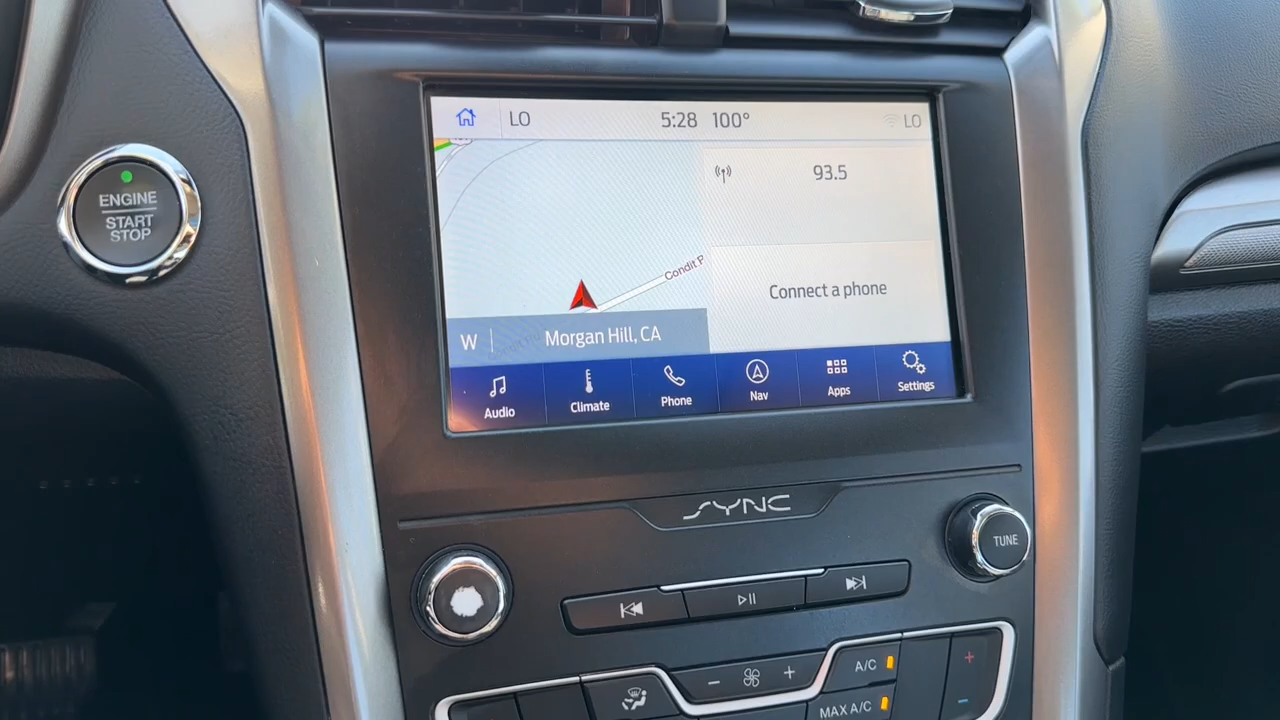 LO
5:28 100°
LO
93.5
Condit
Connect a phone
W
Morgan Hill, CA
Audio
Climate
Phone
Nav
Apps
Settings
ENGINE
START
STOP
SYNC
TUNE
A/C
MAX A/C